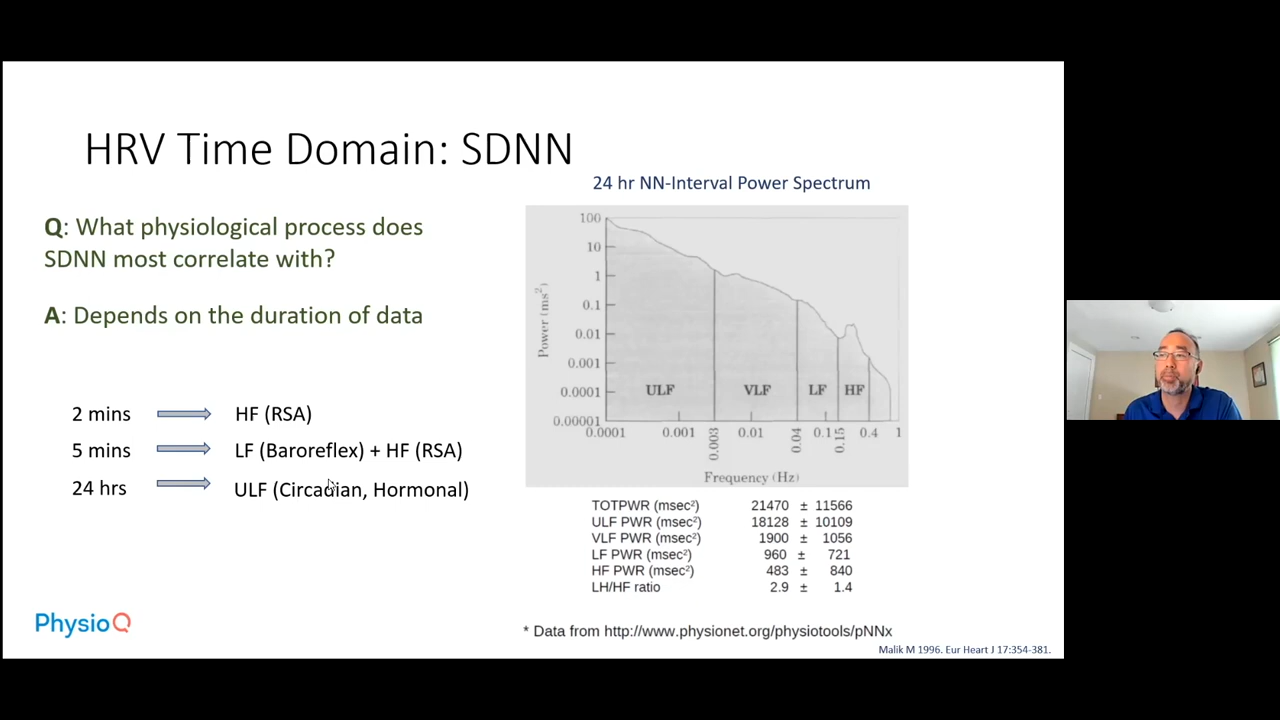 HRV Time Domain: SDNN
Q: What physiological process does
SDNN most correlate with?
A: Depends on the duration of data
2 mins HF (RSA)
5 mins LF (Baroreflex) + HF (RSA)
24 hrs ULF (Circadian, Hormonal)
24 hr NN-Interval Power Spectrum
Power (ms²)
100
10
1
0.1
0.01
0.001
0.0001
0.00001
ULF VLF LF HF
0.0001 0.001 0.003 0.01 0.04 0.1 0.15 0.4 1
Frequency (Hz)
TOTPWR (msec²) 21470 ± 11566
ULF PWR (msec²) 18128 ± 10109
VLF PWR (msec²) 1900 ± 1056
LF PWR (msec²) 960 ± 721
HF PWR (msec²) 483 ± 840
LH/HF ratio 2.9 ± 1.4
PhysioQ
* Data from http://www.physionet.org/physiotools/pNNx
Malik M 1996. Eur Heart J 17:354-381.